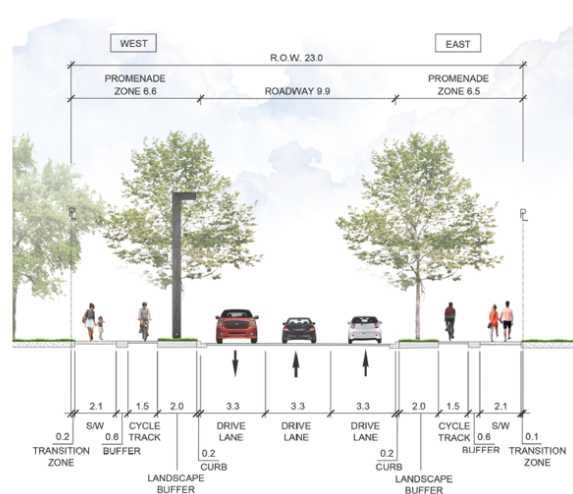 WEST
EAST
R.O.W. 23.0
PROMENADE
ZONE 6.6
ROADWAY 9.9
PROMENADE
ZONE 6.5
PL
PL
2.1
1.5
2.0
3.3
3.3
3.3
2.0
1.5
2.1
S/W
CYCLE
TRACK
DRIVE
LANE
DRIVE
LANE
DRIVE
LANE
CYCLE
TRACK
S/W
0.2
TRANSITION
ZONE
0.6
BUFFER
LANDSCAPE
BUFFER
0.2
CURB
0.2
CURB
LANDSCAPE
BUFFER
0.6
BUFFER
0.1
TRANSITION
ZONE